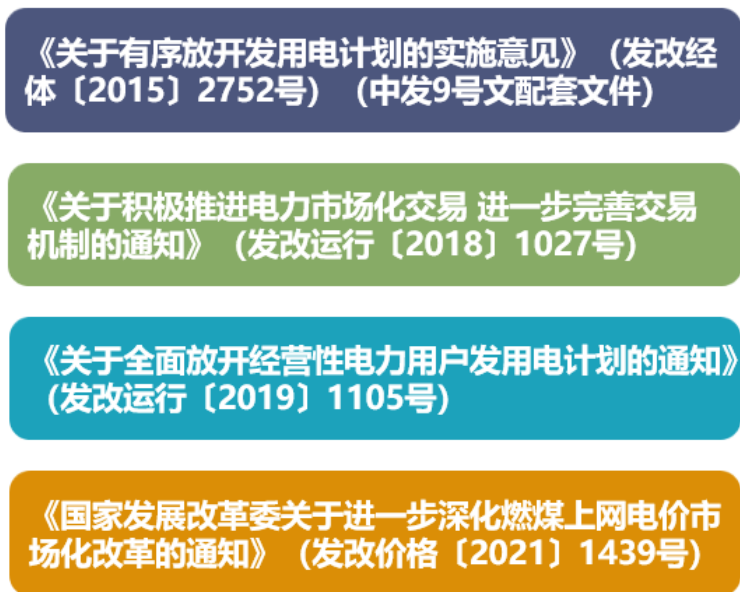 《关于有序放开发用电计划的实施意见》（发改经
体〔2015〕2752号）（中发9号文配套文件）
《关于积极推进电力市场化交易 进一步完善交易
机制的通知》（发改运行〔2018〕1027号）
《关于全面放开经营性电力用户发用电计划的通知》
（发改运行〔2019〕1105号）
《国家发展改革委关于进一步深化燃煤上网电价市
场化改革的通知》（发改价格〔2021〕1439号）